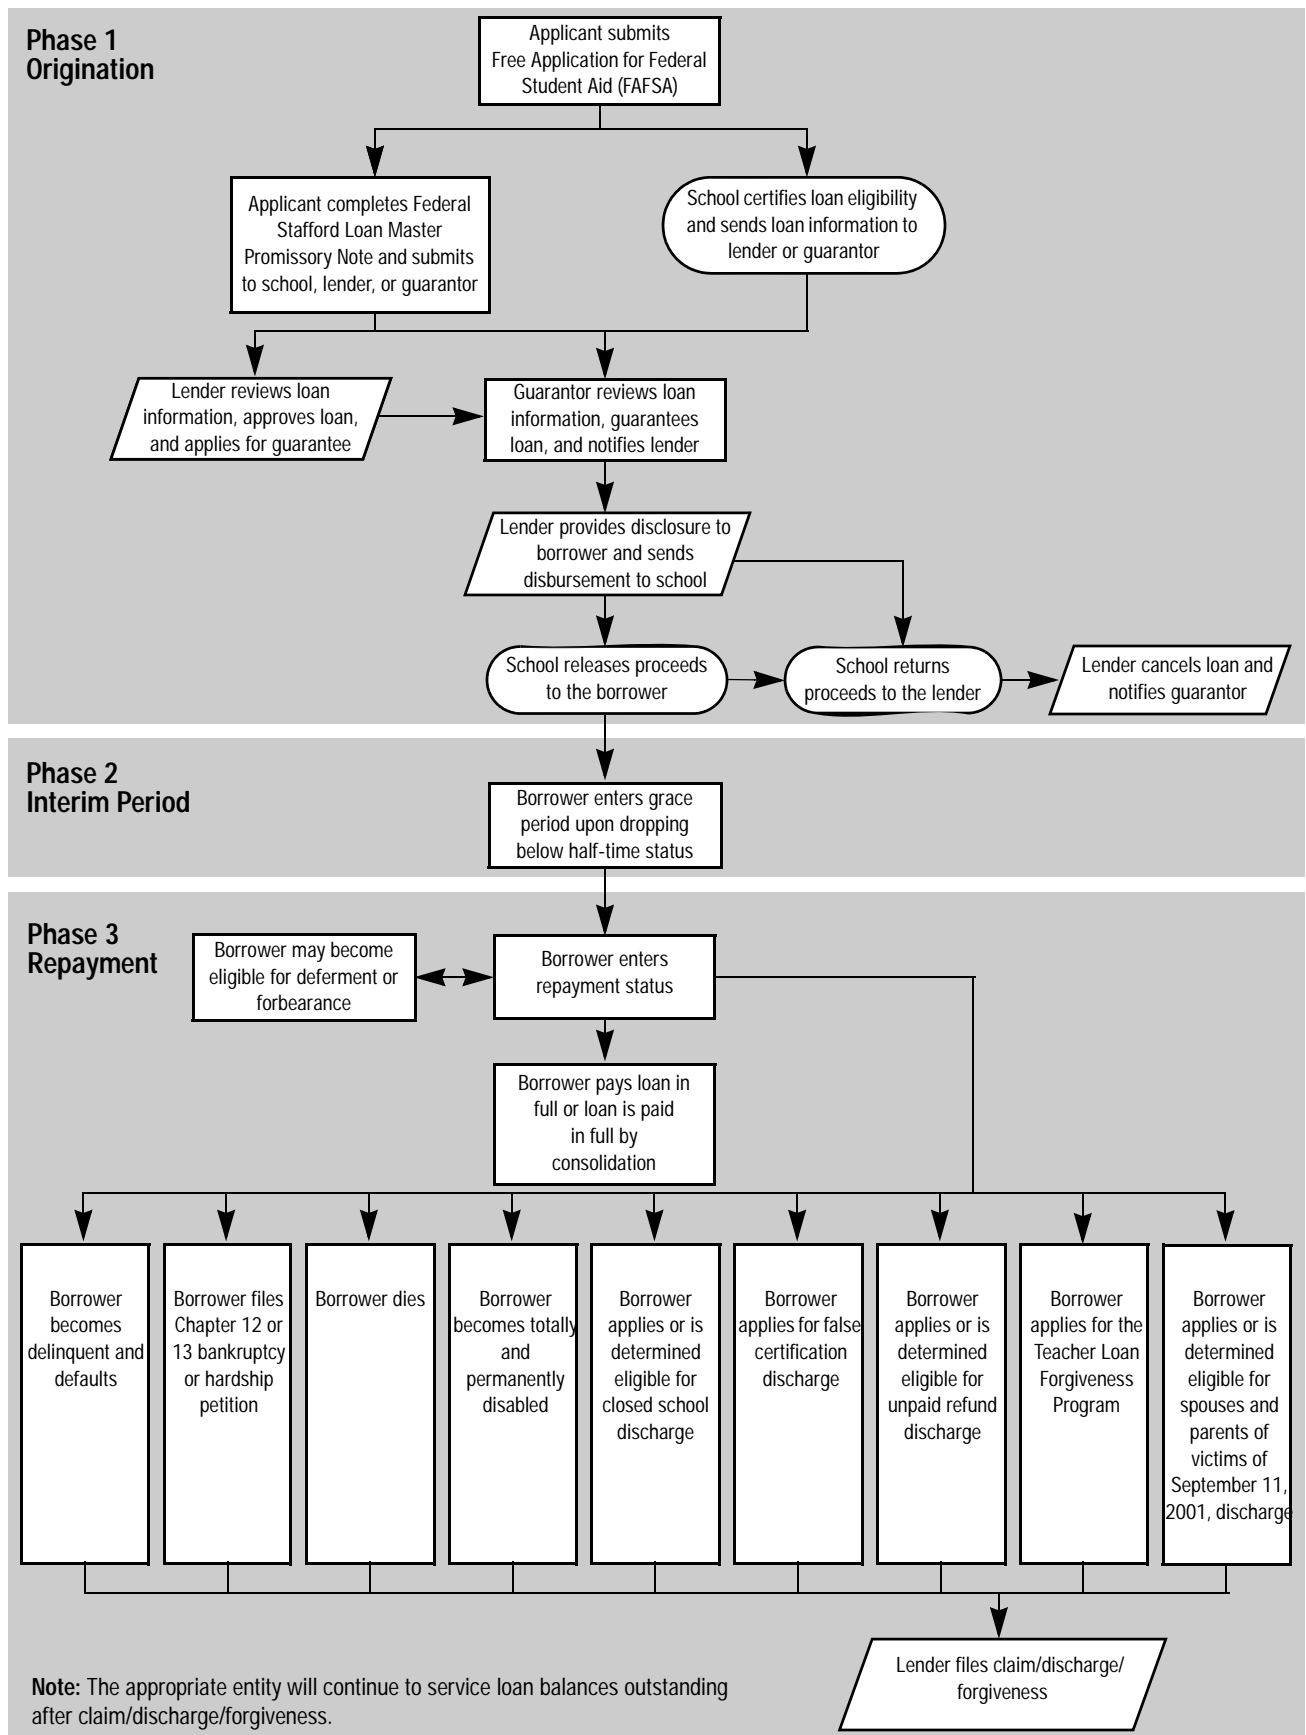 Phase 1
Origination
Applicant submits
Free Application for Federal
Student Aid (FAFSA)
Applicant completes Federal
Stafford Loan Master
Promissory Note and submits
to school, lender, or guarantor
School certifies loan eligibility
and sends loan information to
lender or guarantor
Lender reviews loan
information, approves loan,
and applies for guarantee
Guarantor reviews loan
information, guarantees
loan, and notifies lender
Lender provides disclosure to
borrower and sends
disbursement to school
School releases proceeds
to the borrower
School returns
proceeds to the lender
Lender cancels loan and
notifies guarantor
Phase 2
Interim Period
Borrower enters grace
period upon dropping
below half-time status
Phase 3
Repayment
Borrower may become
eligible for deferment or
forbearance
Borrower enters
repayment status
Borrower pays loan in
full or loan is paid
in full by
consolidation
Borrower
becomes
delinquent and
defaults
Borrower files
Chapter 12 or
13 bankruptcy
or hardship
petition
Borrower dies
Borrower
becomes totally
and
permanently
disabled
Borrower
applies or is
determined
eligible for
closed school
discharge
Borrower
applies for false
certification
discharge
Borrower
applies or is
determined
eligible for
unpaid refund
discharge
Borrower
applies for the
Teacher Loan
Forgiveness
Program
Borrower
applies or is
determined
eligible for
spouses and
parents of
victims of
September 11,
2001, discharge
Lender files claim/discharge/
forgiveness
Note: The appropriate entity will continue to service loan balances outstanding
after claim/discharge/forgiveness.